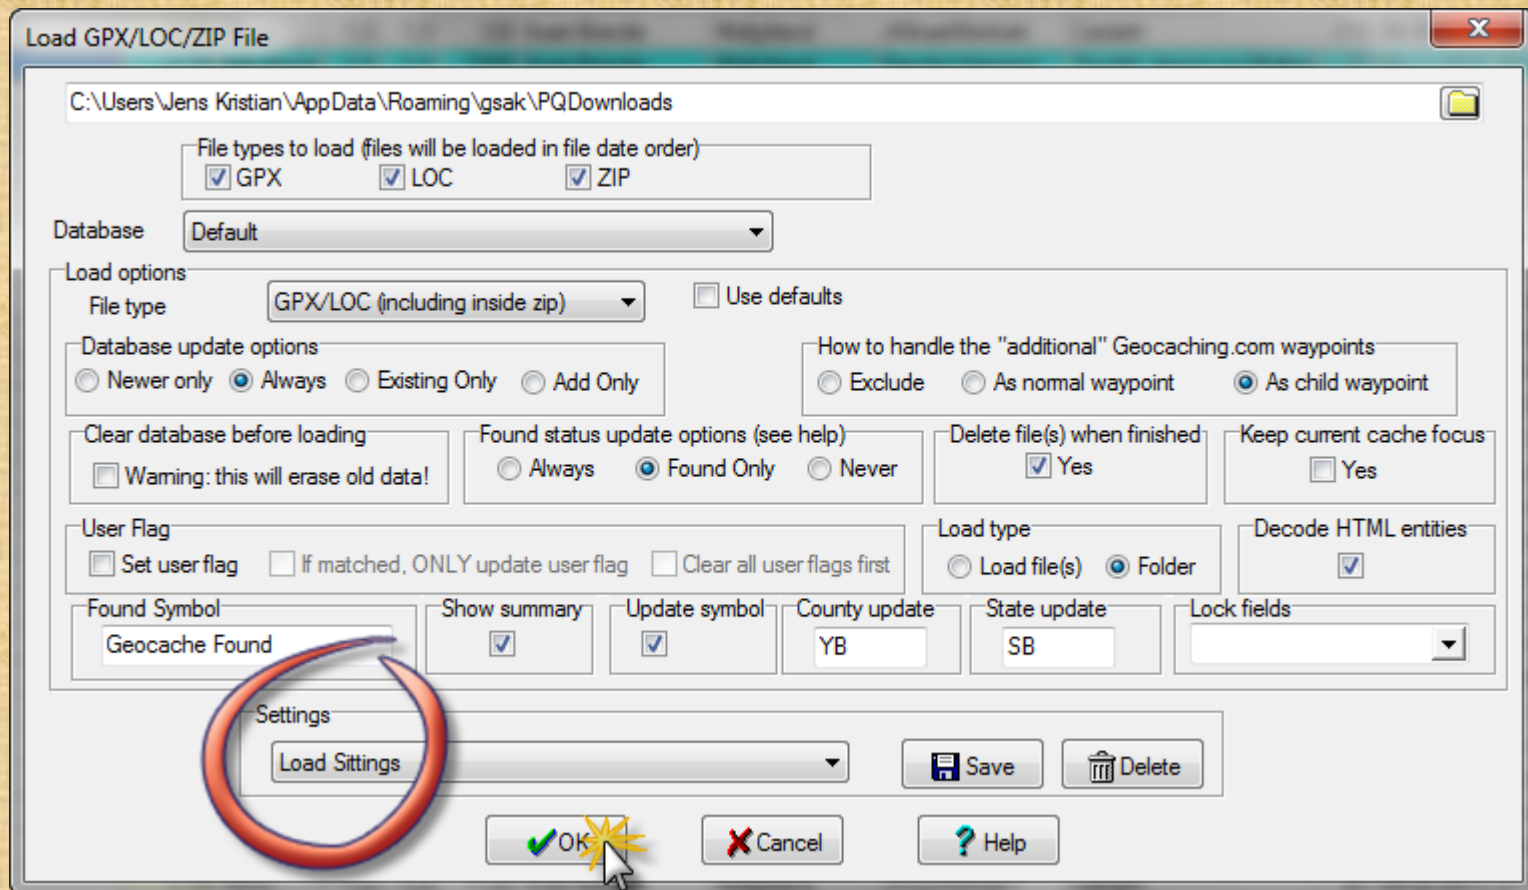 Load GPX/LOC/ZIP File
x
C:\Users\Jens Kristian\AppData\Roaming\gsak\PQDownloads
File types to load (files will be loaded in file date order)
GPX LOC ZIP
Database Default
Load options
File type GPX/LOC (including inside zip) Use defaults
Database update options How to handle the "additional" Geocaching.com waypoints
Newer only Always Existing Only Add Only Exclude As normal waypoint As child waypoint
Clear database before loading Found status update options (see help) Delete file(s) when finished Keep current cache focus
Warning: this will erase old data! Always Found Only Never Yes Yes
User Flag Load type Decode HTML entities
Set user flag If matched, ONLY update user flag Clear all user flags first Load file(s) Folder
Found Symbol Show summary Update symbol County update State update Lock fields
Geocache Found YB SB
Settings
Load Sittings Save Delete
OK Cancel ? Help